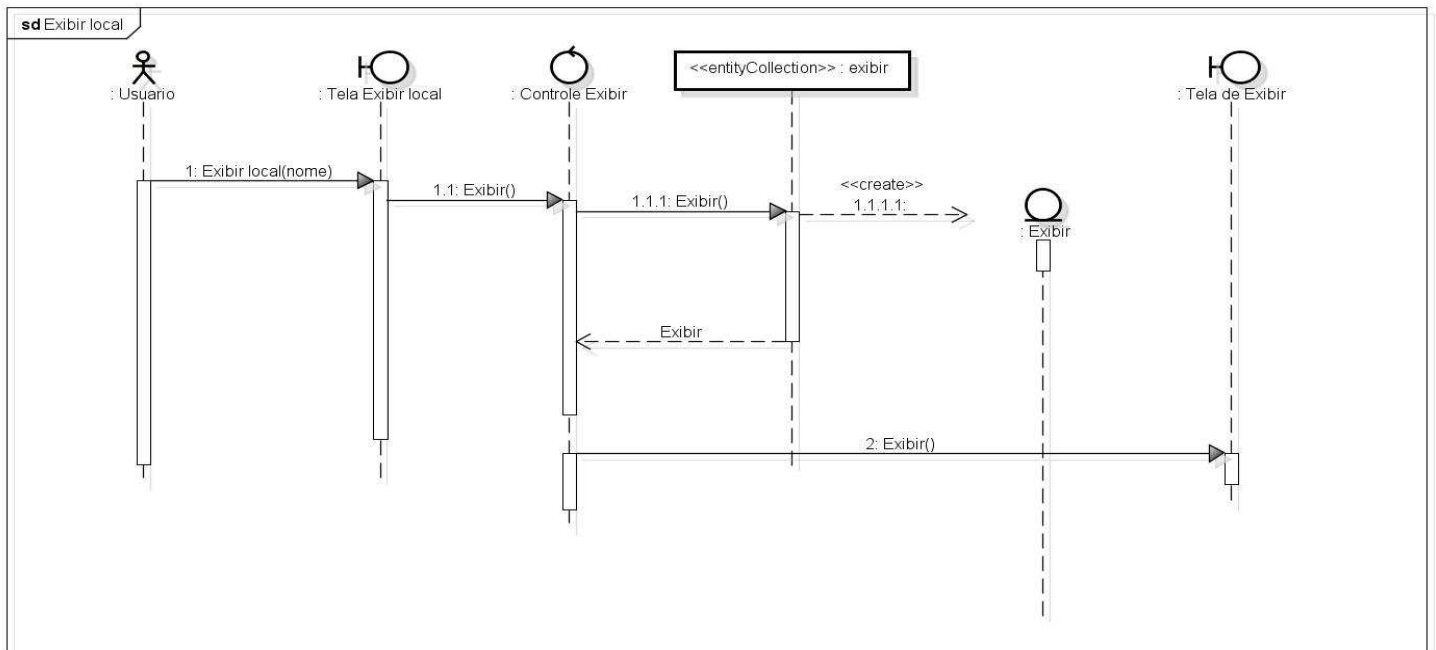 sd Exibir local
<<entityCollection>> : exibir
: Usuario
: Tela Exibir local
: Controle Exibir
: Tela de Exibir
1: Exibir local(nome)
1.1: Exibir()
1.1.1: Exibir()
<<create>>
1.1.1.1:
: Exibir
Exibir
2: Exibir()